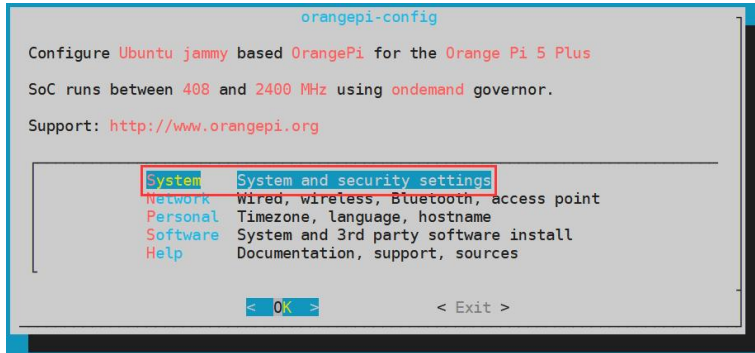 orangepi-config
Configure Ubuntu jammy based OrangePi for the Orange Pi 5 Plus
SoC runs between 408 and 2400 MHz using ondemand governor.
Support: http://www.orangepi.org
System System and security settings
Network Wired, wireless, Bluetooth, access point
Personal Timezone, language, hostname
Software System and 3rd party software install
Help Documentation, support, sources
< OK > < Exit >